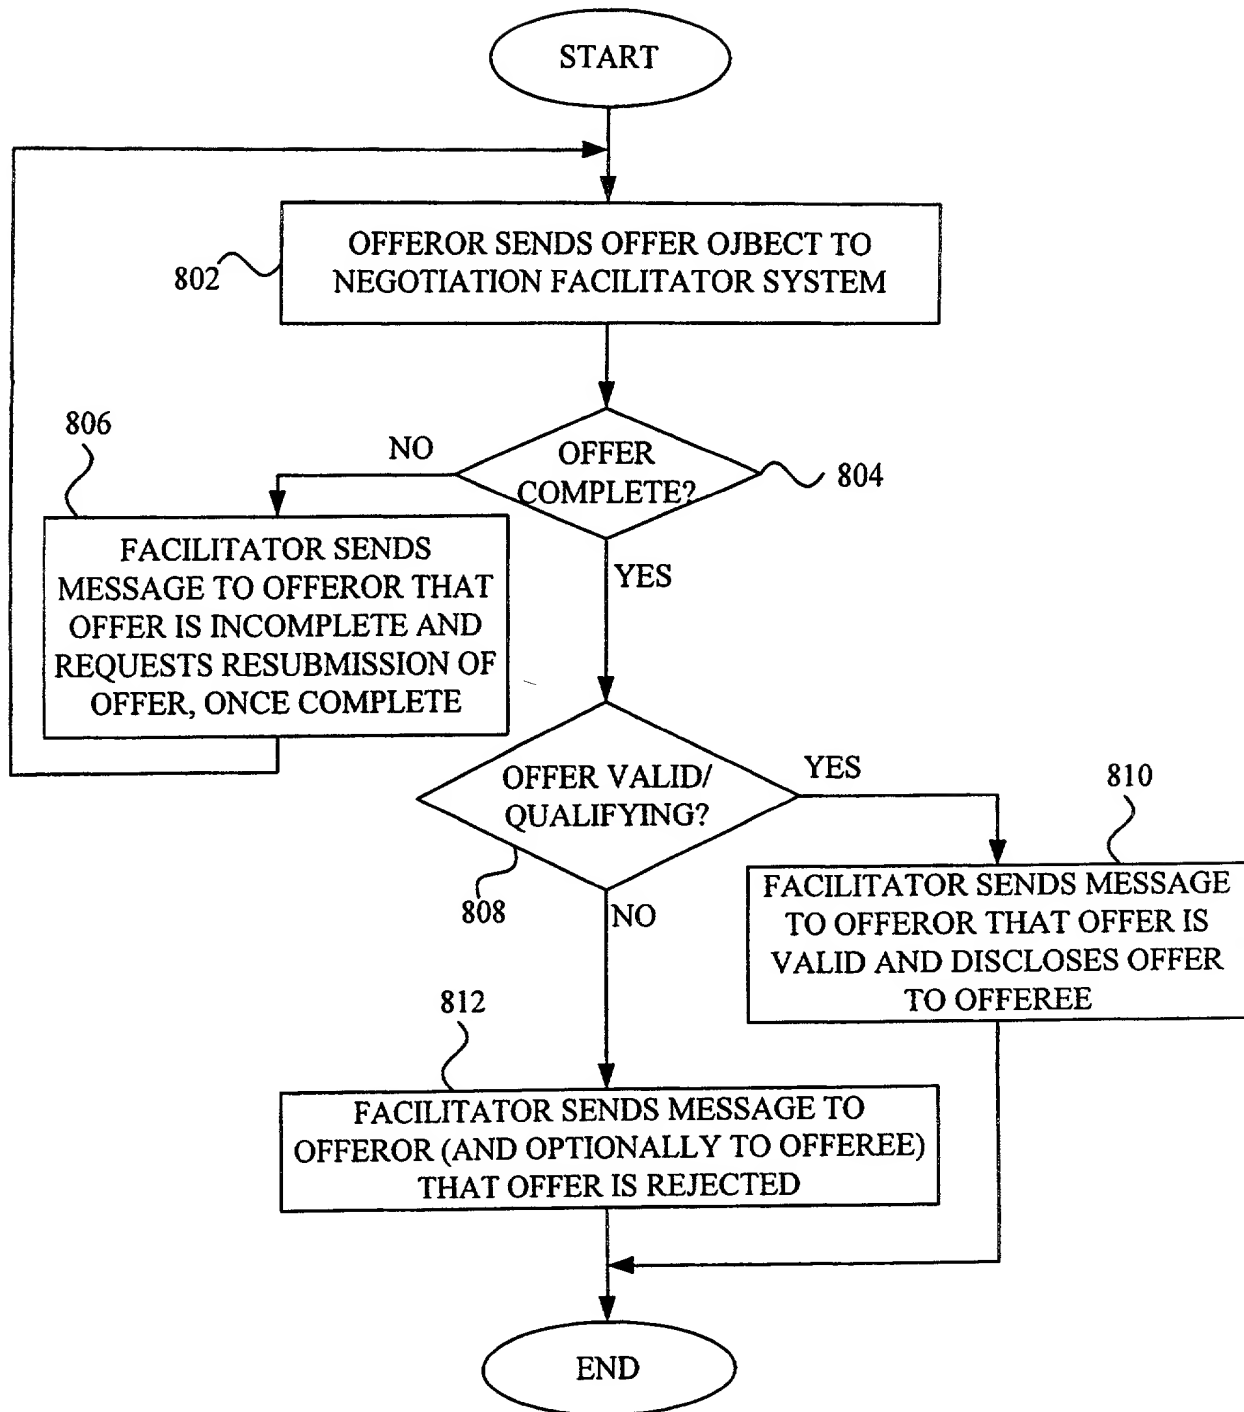 START
OFFEROR SENDS OFFER OJBECT TO
NEGOTIATION FACILITATOR SYSTEM
802
806
NO
OFFER
COMPLETE?
804
FACILITATOR SENDS
MESSAGE TO OFFEROR THAT
OFFER IS INCOMPLETE AND
REQUESTS RESUBMISSION OF
OFFER, ONCE COMPLETE
YES
OFFER VALID/
QUALIFYING?
YES
810
808
NO
FACILITATOR SENDS MESSAGE
TO OFFEROR THAT OFFER IS
VALID AND DISCLOSES OFFER
TO OFFEREE
812
FACILITATOR SENDS MESSAGE TO
OFFEROR (AND OPTIONALLY TO OFFEREE)
THAT OFFER IS REJECTED
END